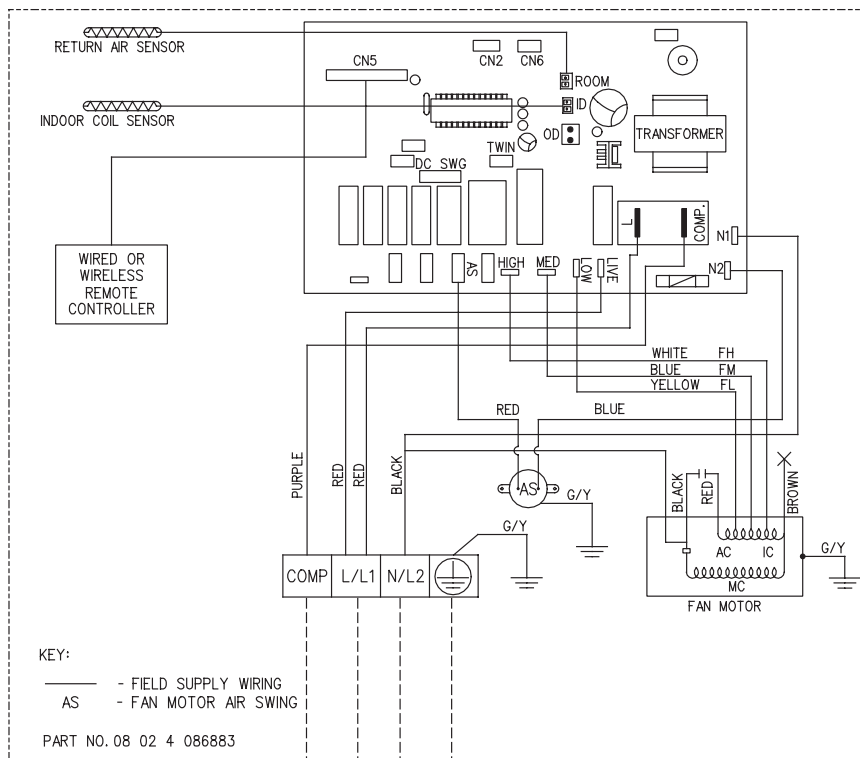 RETURN AIR SENSOR
CN5
CN2
CN6
ROOM
INDOOR COIL SENSOR
ID
OD
TRANSFORMER
TWIN
DC SWG
L
COMP.
N1
WIRED OR
WIRELESS
REMOTE
CONTROLLER
AS
HIGH
MED
LOW
LIVE
N2
WHITE FH
BLUE FM
YELLOW FL
RED
BLUE
PURPLE
RED
RED
BLACK
AS
G/Y
BLACK
RED
BROWN
G/Y
AC
IC
G/Y
MC
COMP
L/L1
N/L2
FAN MOTOR
KEY:
- FIELD SUPPLY WIRING
AS - FAN MOTOR AIR SWING
PART NO. 08 02 4 086883